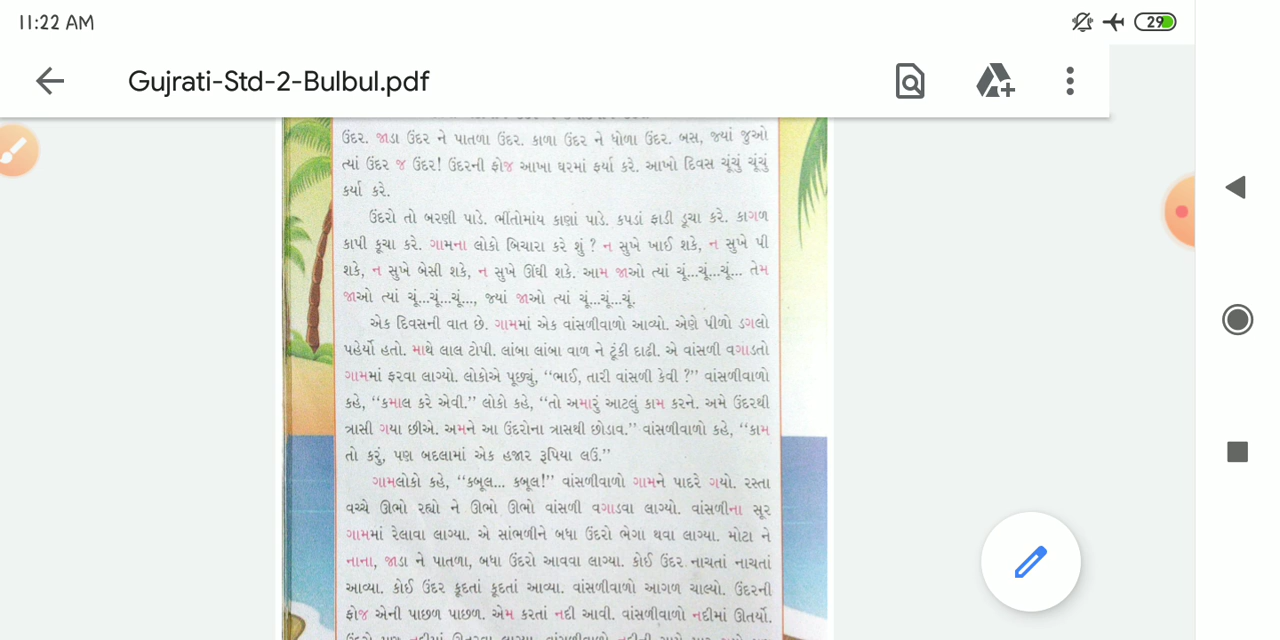 11:22 AM
29
Gujrati-Std-2-Bulbul.pdf
ઉંદર. જાડા ઉંદર ને પાતળા ઉંદર. કાળા ઉંદર ને ધોળા ઉંદર. બસ, જ્યાં જુઓ
ત્યાં ઉંદર જ ઉંદર! ઉંદરની ફોજ આખા ઘરમાં ફર્યા કરે. આખો દિવસ ચૂંચૂં ચૂંચૂં
કર્યા કરે.
ઉંદરો તો બરણી પાડે. ભીંતોમાંય કાણાં પાડે. કપડાં ફાડી ડૂચા કરે. કાગળ
કાપી કૂચા કરે. ગામના લોકો બિચારા કરે શું ? ન સુખે ખાઈ શકે, ન સુખે પી
શકે, ન સુખે બેસી શકે, ન સુખે ઊંઘી શકે. આમ જાઓ ત્યાં ચૂં...ચૂં...ચૂં... તેમ
જાઓ ત્યાં ચૂં...ચૂં...ચૂં..., જ્યાં જાઓ ત્યાં ચૂં...ચૂં...ચૂં.
એક દિવસની વાત છે. ગામમાં એક વાંસળીવાળો આવ્યો. એણે પીળો ડગલો
પહેર્યો હતો. માથે લાલ ટોપી. લાંબા લાંબા વાળ ને ટૂંકી દાઢી. એ વાંસળી વગાડતો
ગામમાં ફરવા લાગ્યો. લોકોએ પૂછ્યું, ‘‘ભાઈ, તારી વાંસળી કેવી ?’’ વાંસળીવાળો
કહે, ‘‘કમાલ કરે એવી.’’ લોકો કહે, ‘‘તો અમારું આટલું કામ કરને. અમે ઉંદરથી
ત્રાસી ગયા છીએ. અમને આ ઉંદરોના ત્રાસથી છોડાવ.’’ વાંસળીવાળો કહે, ‘‘કામ
તો કરું, પણ બદલામાં એક હજાર રૂપિયા લઉં.’’
ગામલોકો કહે, ‘‘કબૂલ... કબૂલ!’’ વાંસળીવાળો ગામને પાદરે ગયો. રસ્તા
વચ્ચે ઊભો રહ્યો ને ઊભો ઊભો વાંસળી વગાડવા લાગ્યો. વાંસળીના સૂર
ગામમાં રેલાવા લાગ્યા. એ સાંભળીને બધા ઉંદરો ભેગા થવા લાગ્યા. મોટા ને
નાના, જાડા ને પાતળા, બધા ઉંદરો આવવા લાગ્યા. કોઈ ઉંદર નાચતાં નાચતાં
આવ્યા. કોઈ ઉંદર કૂદતાં કૂદતાં આવ્યા. વાંસળીવાળો આગળ ચાલ્યો. ઉંદરની
ફોજ એની પાછળ પાછળ. એમ કરતાં નદી આવી. વાંસળીવાળો નદીમાં ઊતર્યો.